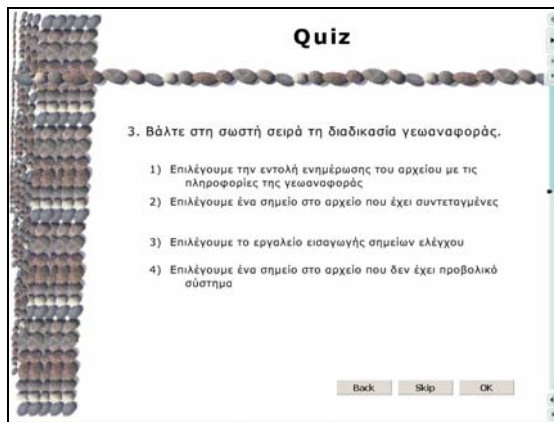 Quiz
3. Βάλτε στη σωστή σειρά τη διαδικασία γεωαναφοράς.
1) Επιλέγουμε την εντολή ενημέρωσης του αρχείου με τις
πληροφορίες της γεωαναφοράς
2) Επιλέγουμε ένα σημείο στο αρχείο που έχει συντεταγμένες
3) Επιλέγουμε το εργαλείο εισαγωγής σημείων ελέγχου
4) Επιλέγουμε ένα σημείο στο αρχείο που δεν έχει προβολικό
σύστημα
Back Skip OK